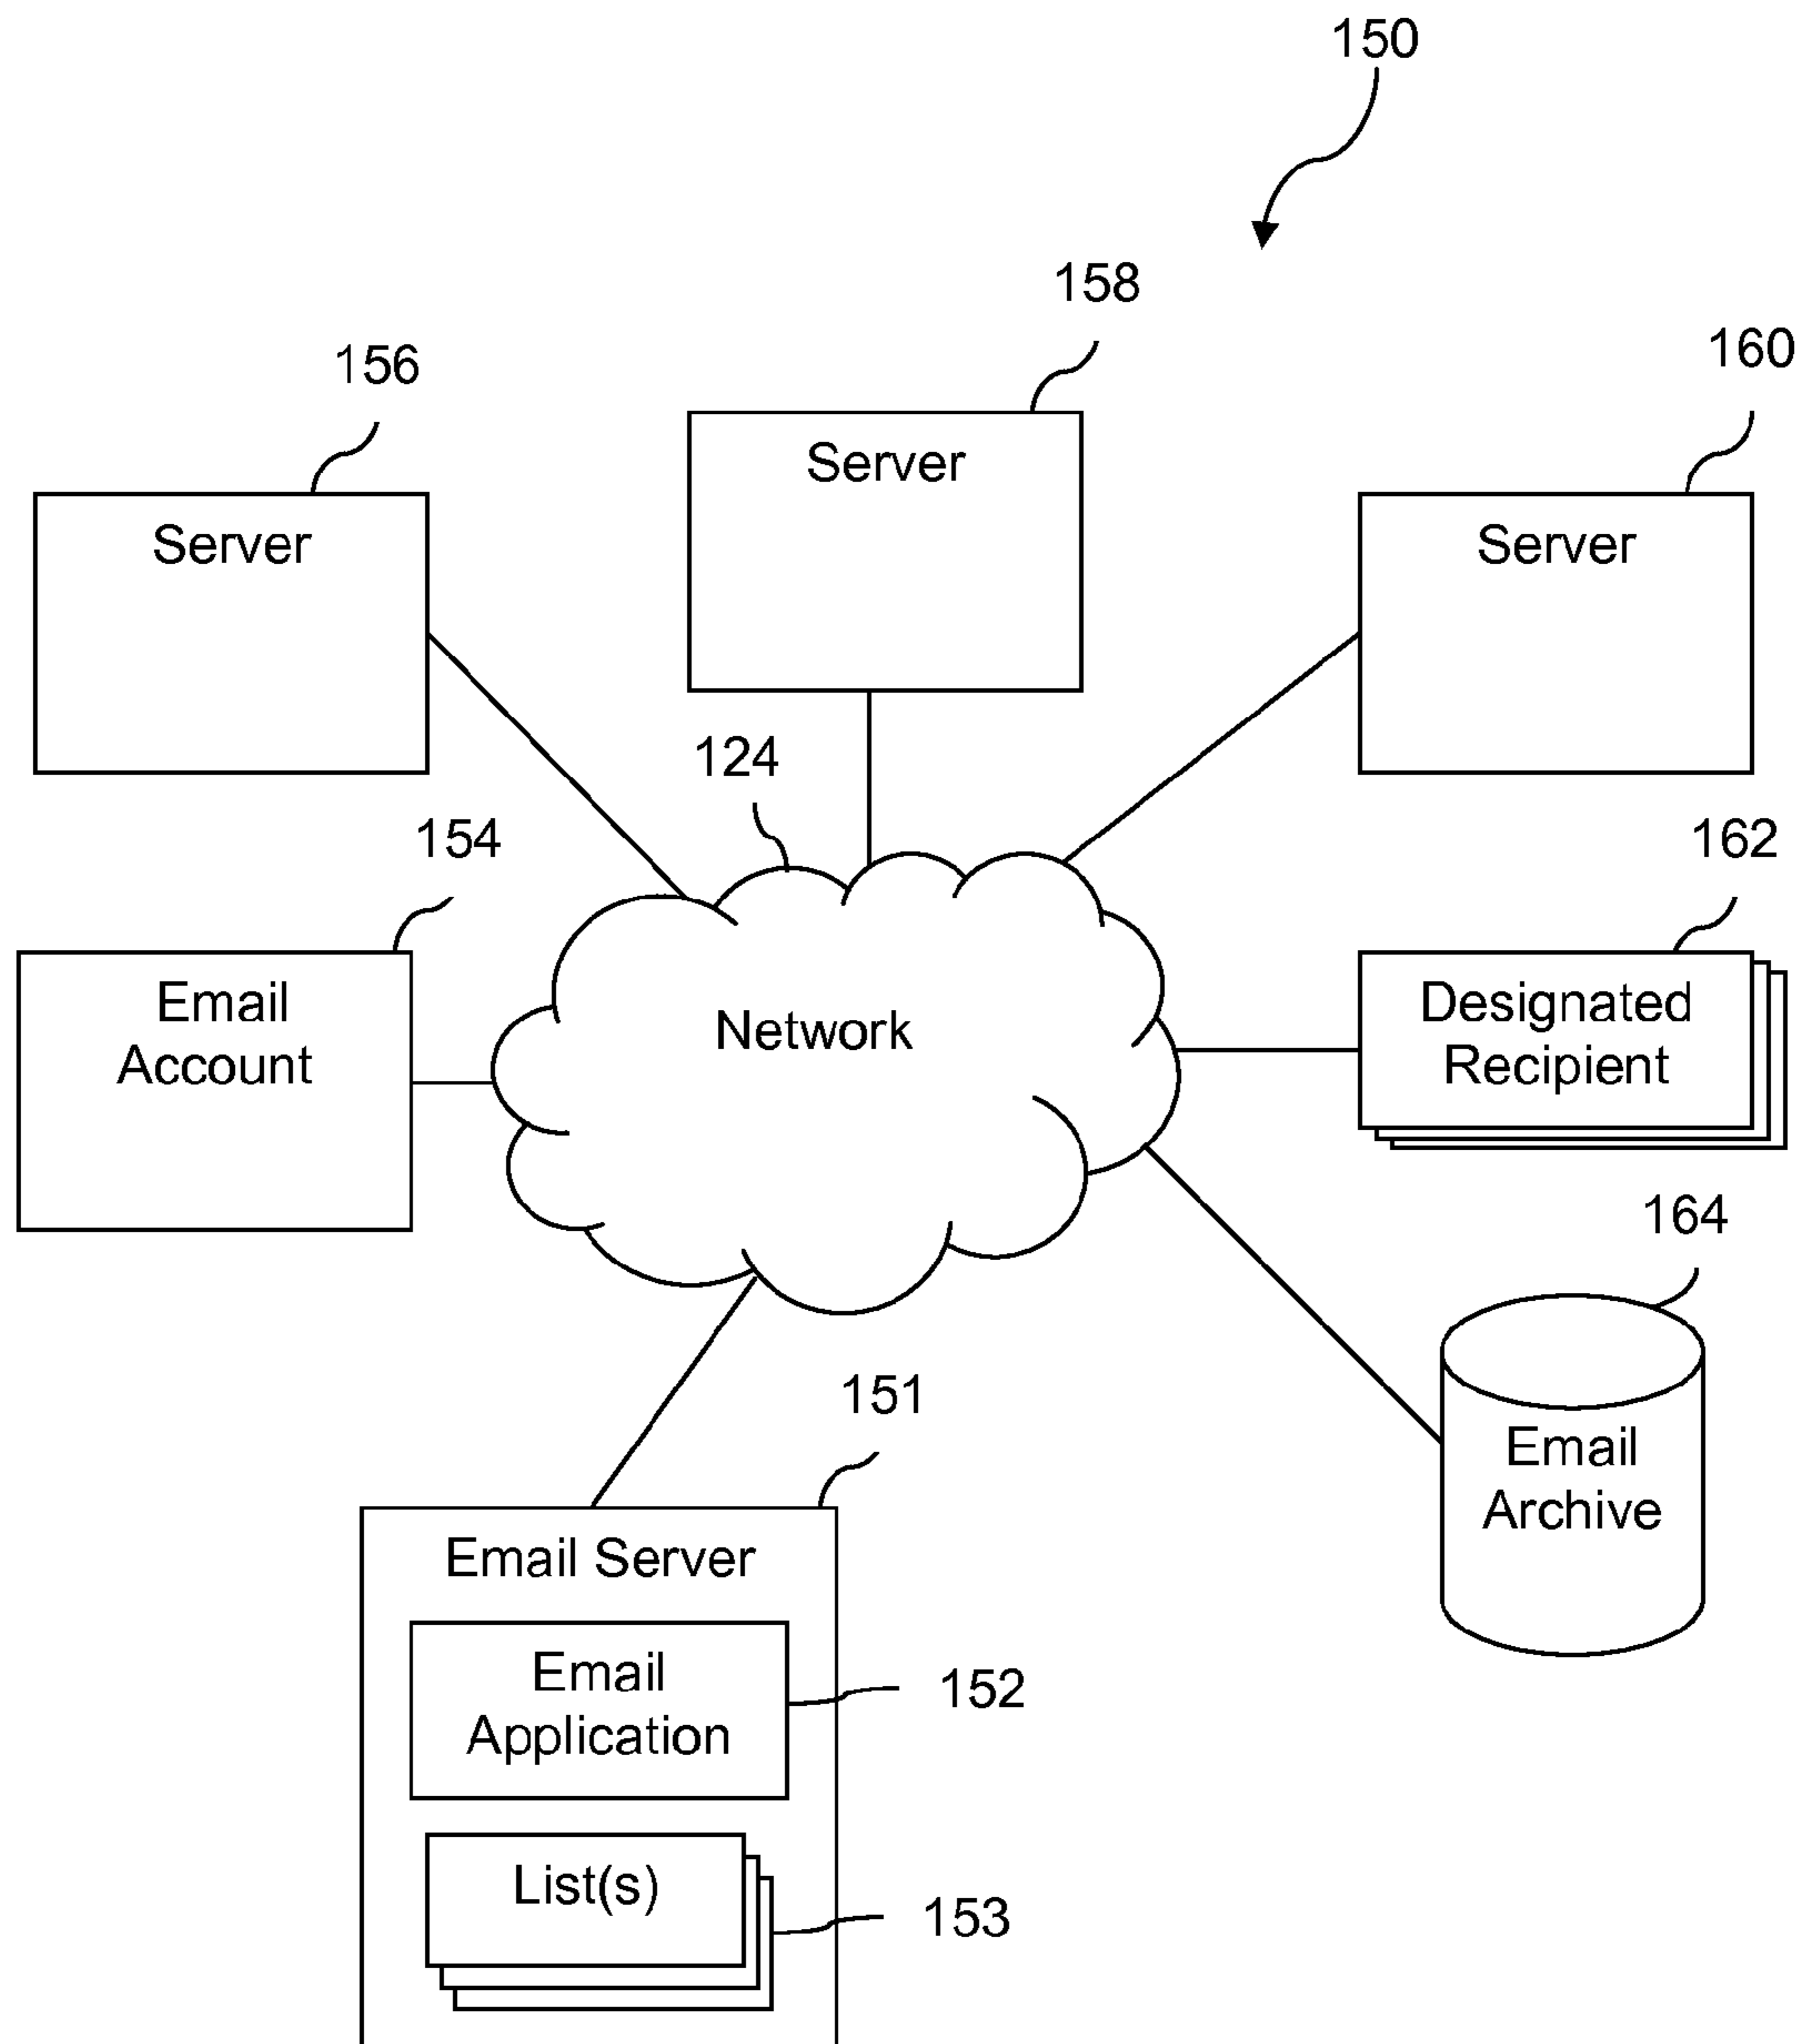 150
158
156
160
Server
Server
Server
124
154
162
Email
Account
Network
Designated
Recipient
164
151
Email
Archive
Email Server
Email
Application
152
List(s)
153